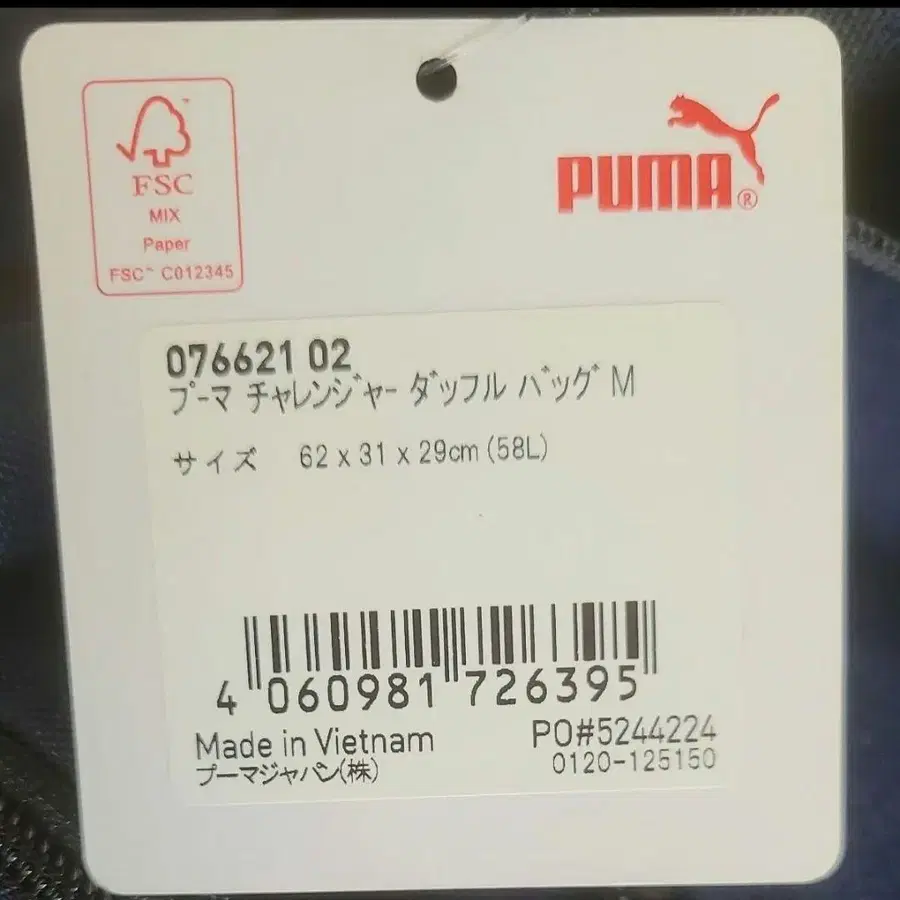 FSC
MIX
Paper
FSC™ C012345
PUMA®
076621 02
プーマ チャレンジャー ダッフル バッグ M
サイズ 62 x 31 x 29cm (58L)
4 060981 726395
Made in Vietnam
プーマジャパン(株)
PO#5244224
0120-125150